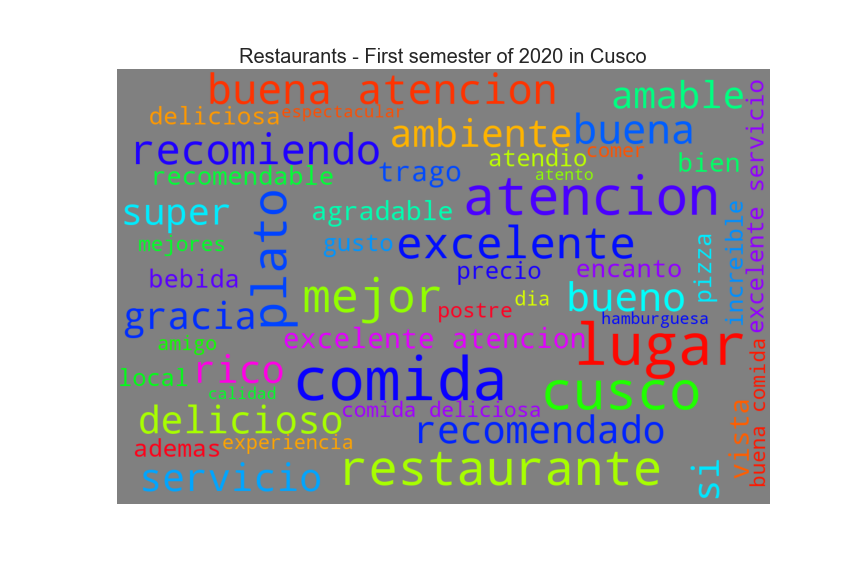 Restaurants - First semester of 2020 in Cusco
buena atencion
amable
deliciosa
espectacular
excelente servicio
ambiente
buena
recomiendo
atendio
comer
bien
trago
atento
recomendable
atencion
super
plato
agradable
increible
mejores
gusto
excelente
pizza
bebida
precio
encanto
mejor
dia
bueno
gracia
postre
hamburguesa
amigo
excelente atencion
lugar
local
rico
comida
calidad
cusco
buena comida
delicioso
comida deliciosa
vista
recomendado
ademas
experiencia
servicio
restaurante
si